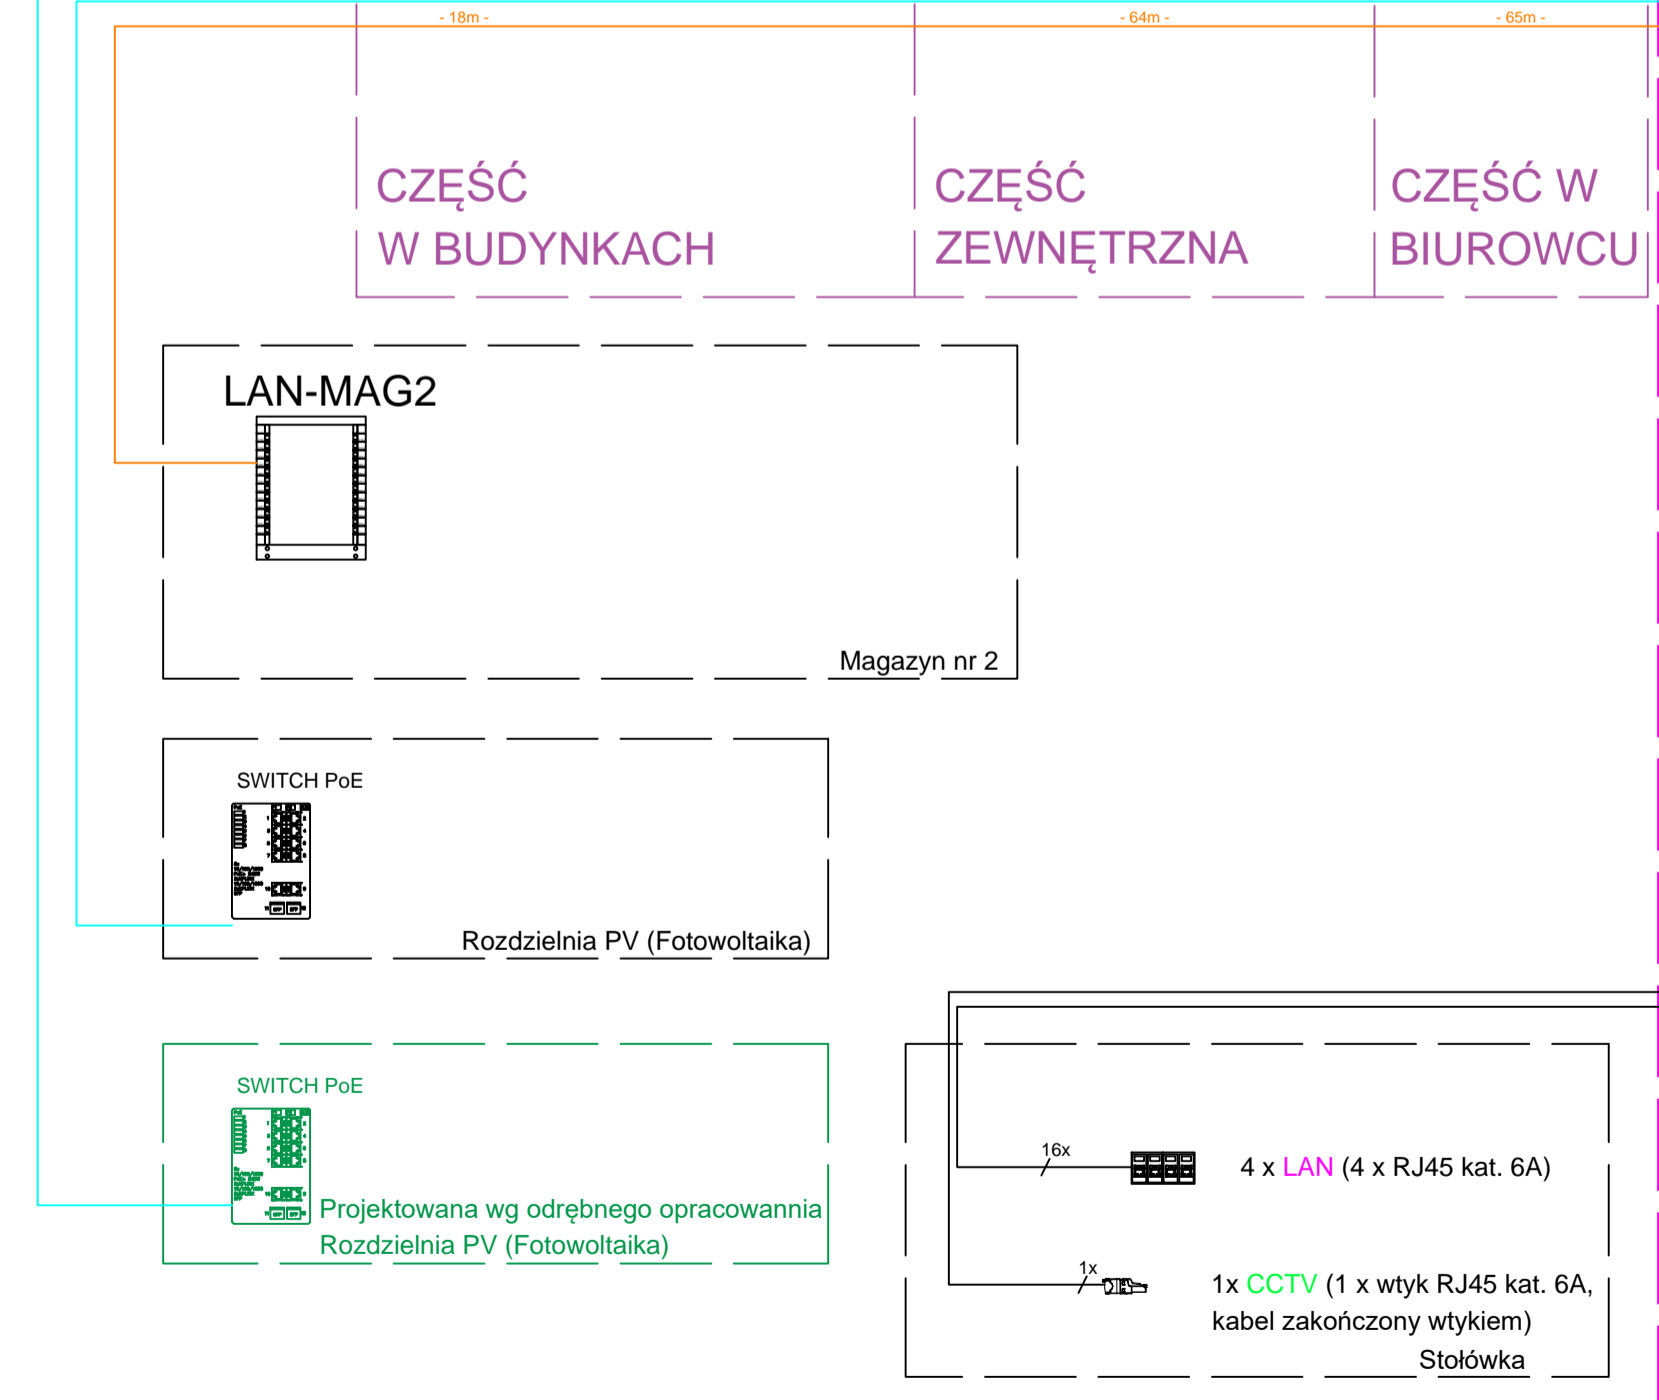 - 18m -
- 64m -
- 65m -
CZĘŚĆ
W BUDYNKACH
CZĘŚĆ
ZEWNĘTRZNA
CZĘŚĆ W
BIUROWCU
LAN-MAG2
Magazyn nr 2
SWITCH PoE
Rozdzielnia PV (Fotowoltaika)
SWITCH PoE
Projektowana wg odrębnego opracowannia
Rozdzielnia PV (Fotowoltaika)
16x
4 x LAN (4 x RJ45 kat. 6A)
1x
1x CCTV (1 x wtyk RJ45 kat. 6A,
kabel zakończony wtykiem)
Stołówka